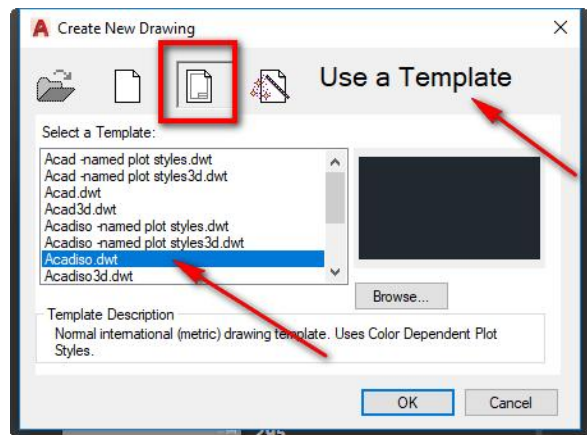 Create New Drawing
Use a Template
Select a Template:
Acad -named plot styles.dwt
Acad -named plot styles3d.dwt
Acad.dwt
Acad3d.dwt
Acadiso -named plot styles.dwt
Acadiso -named plot styles3d.dwt
Acadiso.dwt
Acadiso3d.dwt
Browse...
Template Description
Normal international (metric) drawing template. Uses Color Dependent Plot
Styles.
OK
Cancel